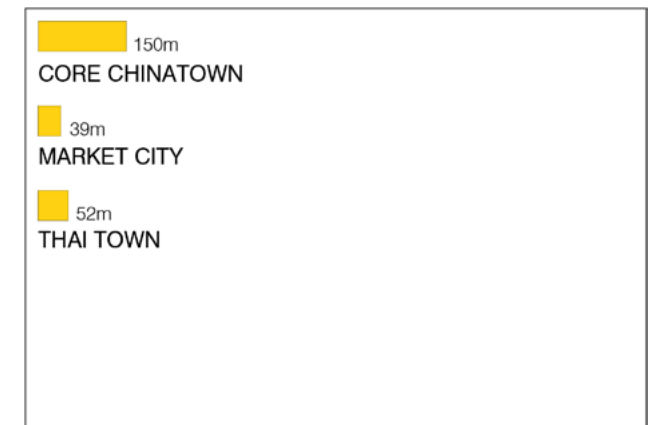 150m
CORE CHINATOWN
39m
MARKET CITY
52m
THAI TOWN